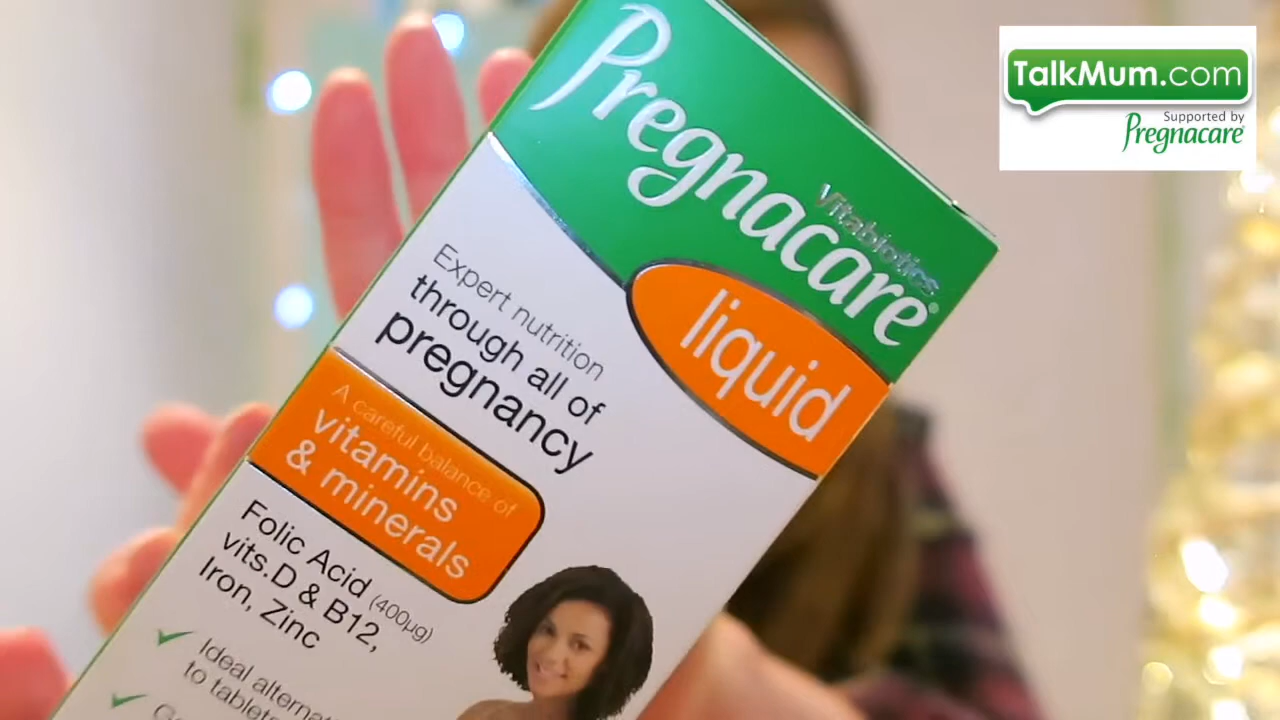 Pregnacare®
Vitabiotics
liquid
Expert nutrition
through all of
pregnancy
A careful balance of
vitamins
& minerals
Folic Acid (400µg)
vits.D & B12,
Iron, Zinc
Ideal
to
TalkMum.com
Supported by
Pregnacare®